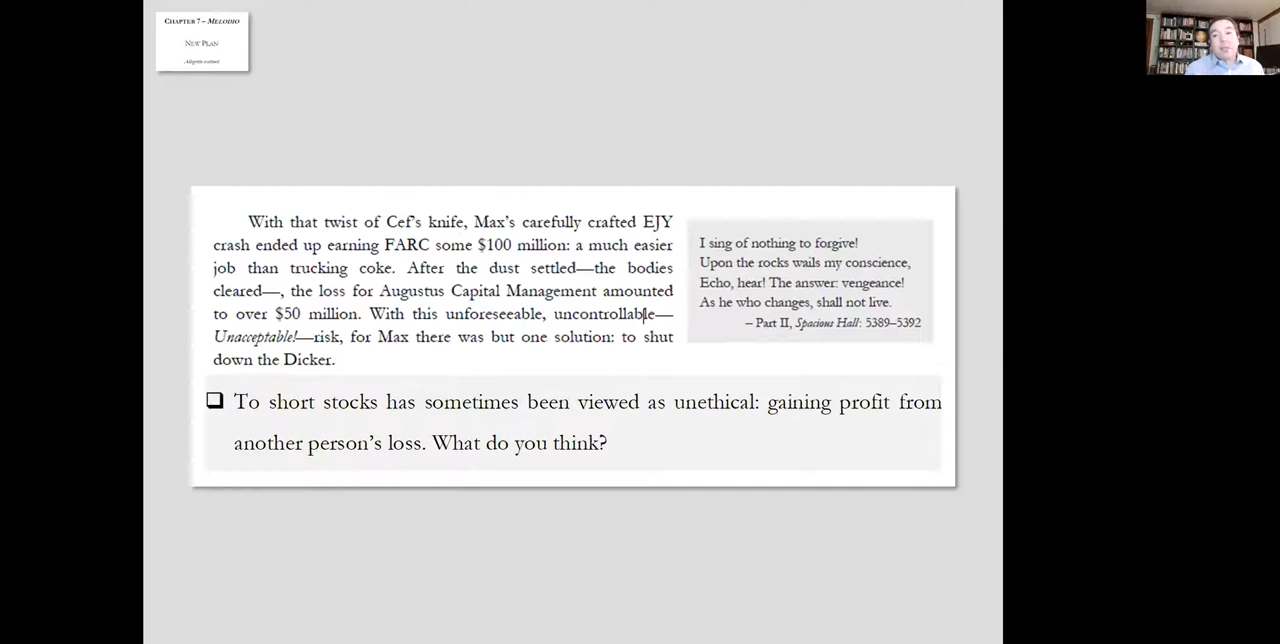 CHAPTER 7 – MELODIO
NEW PLAN
Allegretto
With that twist of Cef's knife, Max's carefully crafted EJY
crash ended up earning FARC some $100 million: a much easier
job than trucking coke. After the dust settled—the bodies
cleared—, the loss for Augustus Capital Management amounted
to over $50 million. With this unforeseeable, uncontrollable—
Unacceptable!—risk, for Max there was but one solution: to shut
down the Dicker.
I sing of nothing to forgive!
Upon the rocks wails my conscience,
Echo, hear! The answer: vengeance!
As he who changes, shall not live.
– Part II, Spacious Hall: 5389–5392
❑ To short stocks has sometimes been viewed as unethical: gaining profit from
another person's loss. What do you think?